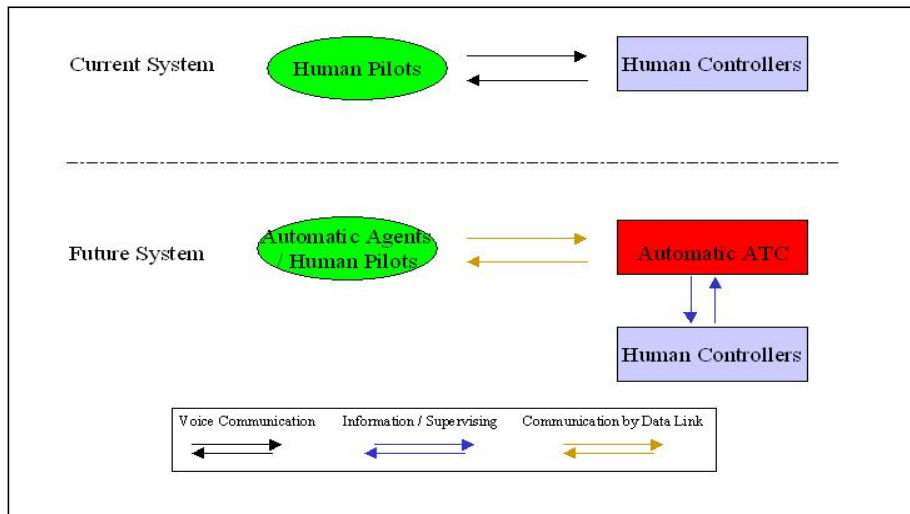 Current System
Human Pilots
Human Controllers
Future System
Automatic Agents
/ Human Pilots
Automatic ATC
Human Controllers
Voice Communication
Information / Supervising
Communication by Data Link